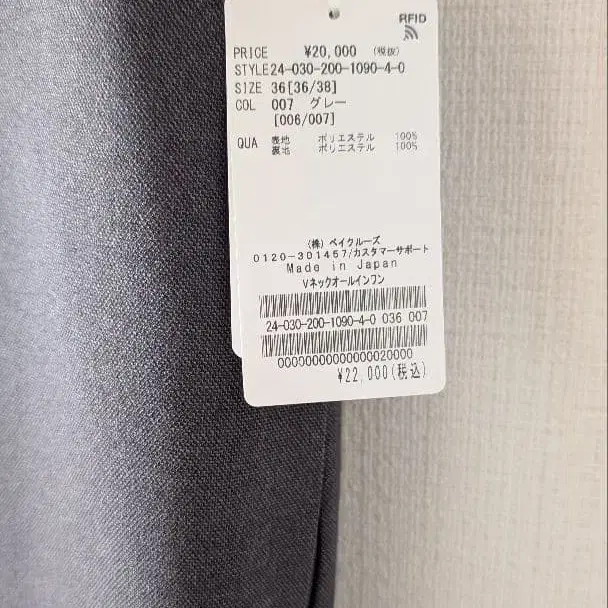 RFID
PRICE ¥20,000 (税抜)
STYLE24-030-200-1090-4-0
SIZE 36[36/38]
COL 007 グレー
[006/007]
QUA 表地 ポリエステル 100%
裏地 ポリエステル 100%
(株)ベイクルーズ
0120-301457/カスタマーサポート
Made in Japan
Vネックオールインワン
24-030-200-1090-4-0 036 007
00000000000000020000
¥22,000(税込)